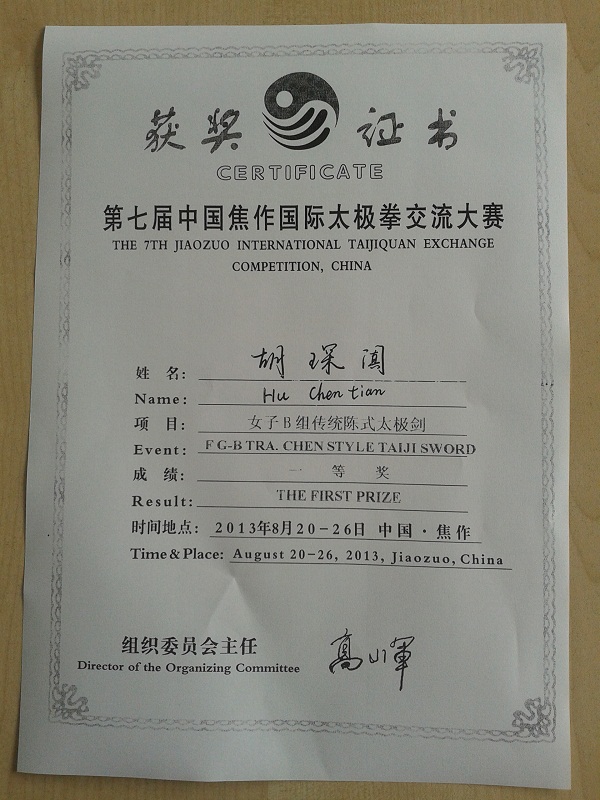 获奖证书
CERTIFICATE
第七届中国焦作国际太极拳交流大赛
THE 7TH JIAOZUO INTERNATIONAL TAIJIQUAN EXCHANGE
COMPETITION, CHINA
姓 名: 胡琛阗
Name: Hu Chen tian
项 目: 女子B组传统陈式太极剑
Event: F G-B TRA. CHEN STYLE TAIJI SWORD
成 绩: 一等奖
Result: THE FIRST PRIZE
时间地点: 2013年8月20-26日 中国·焦作
Time & Place: August 20-26, 2013, Jiaozuo, China
组织委员会主任 高山军
Director of the Organizing Committee